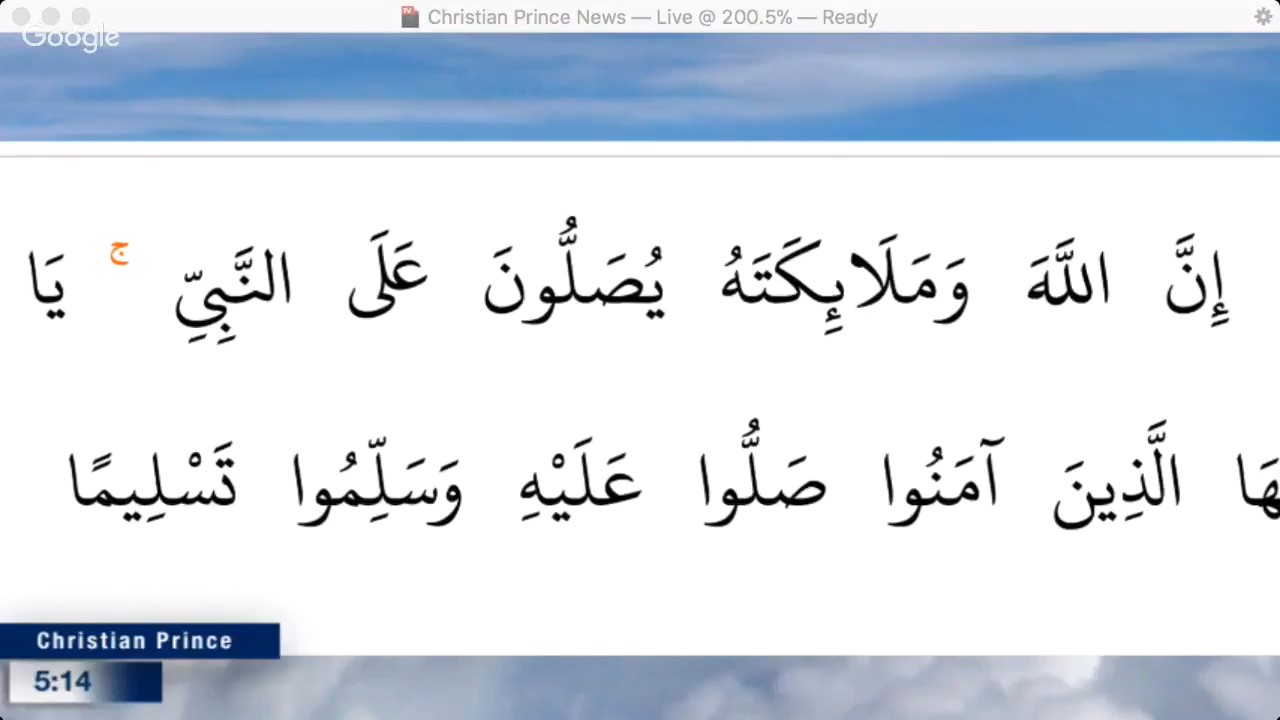 Christian Prince News — Live @ 200.5% — Ready
Google
إِنَّ اللَّهَ وَمَلَائِكَتَهُ يُصَلُّونَ عَلَى النَّبِيِّ ۚ يَا
هَا الَّذِينَ آمَنُوا صَلُّوا عَلَيْهِ وَسَلِّمُوا تَسْلِيمًا
Christian Prince
5:14